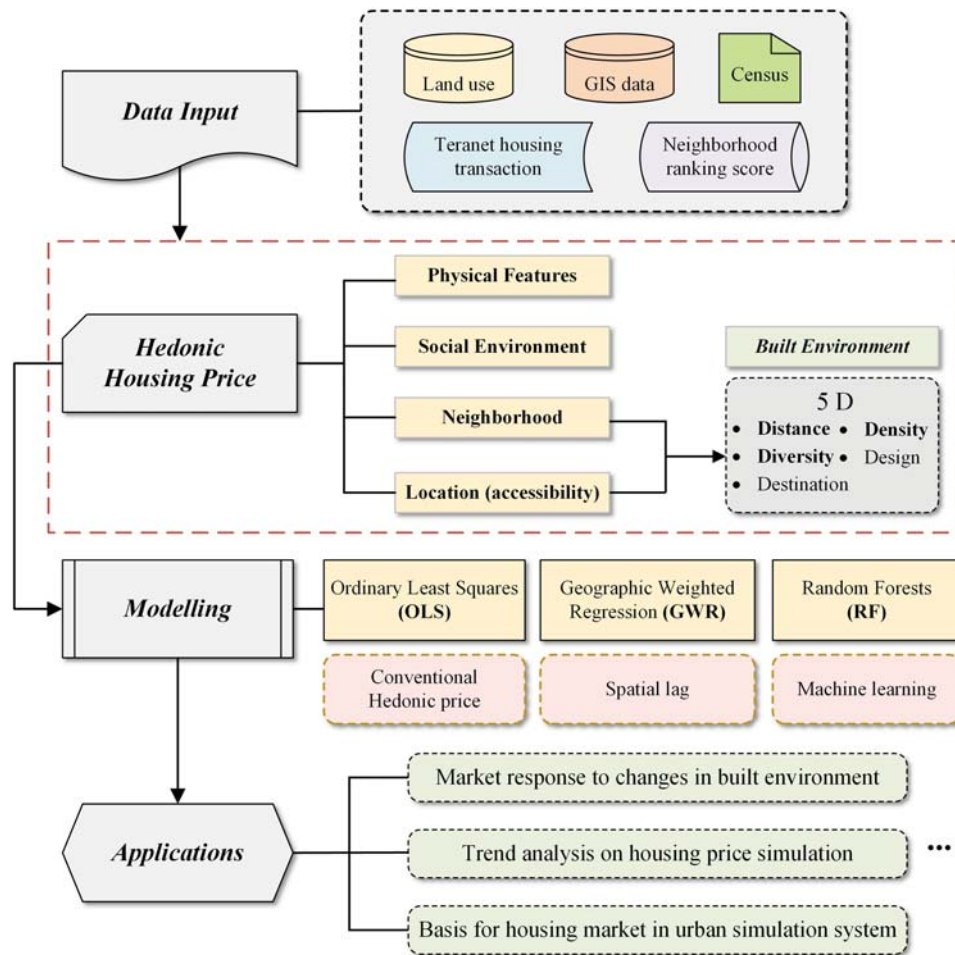 Data Input
Land use
GIS data
Census
Teranet housing
transaction
Neighborhood
ranking score
Hedonic
Housing Price
Physical Features
Social Environment
Neighborhood
Location (accessibility)
Built Environment
5 D
• Distance • Density
• Diversity • Design
• Destination
Modelling
Ordinary Least Squares
(OLS)
Geographic Weighted
Regression (GWR)
Random Forests
(RF)
Conventional
Hedonic price
Spatial lag
Machine learning
Applications
Market response to changes in built environment
Trend analysis on housing price simulation
...
Basis for housing market in urban simulation system